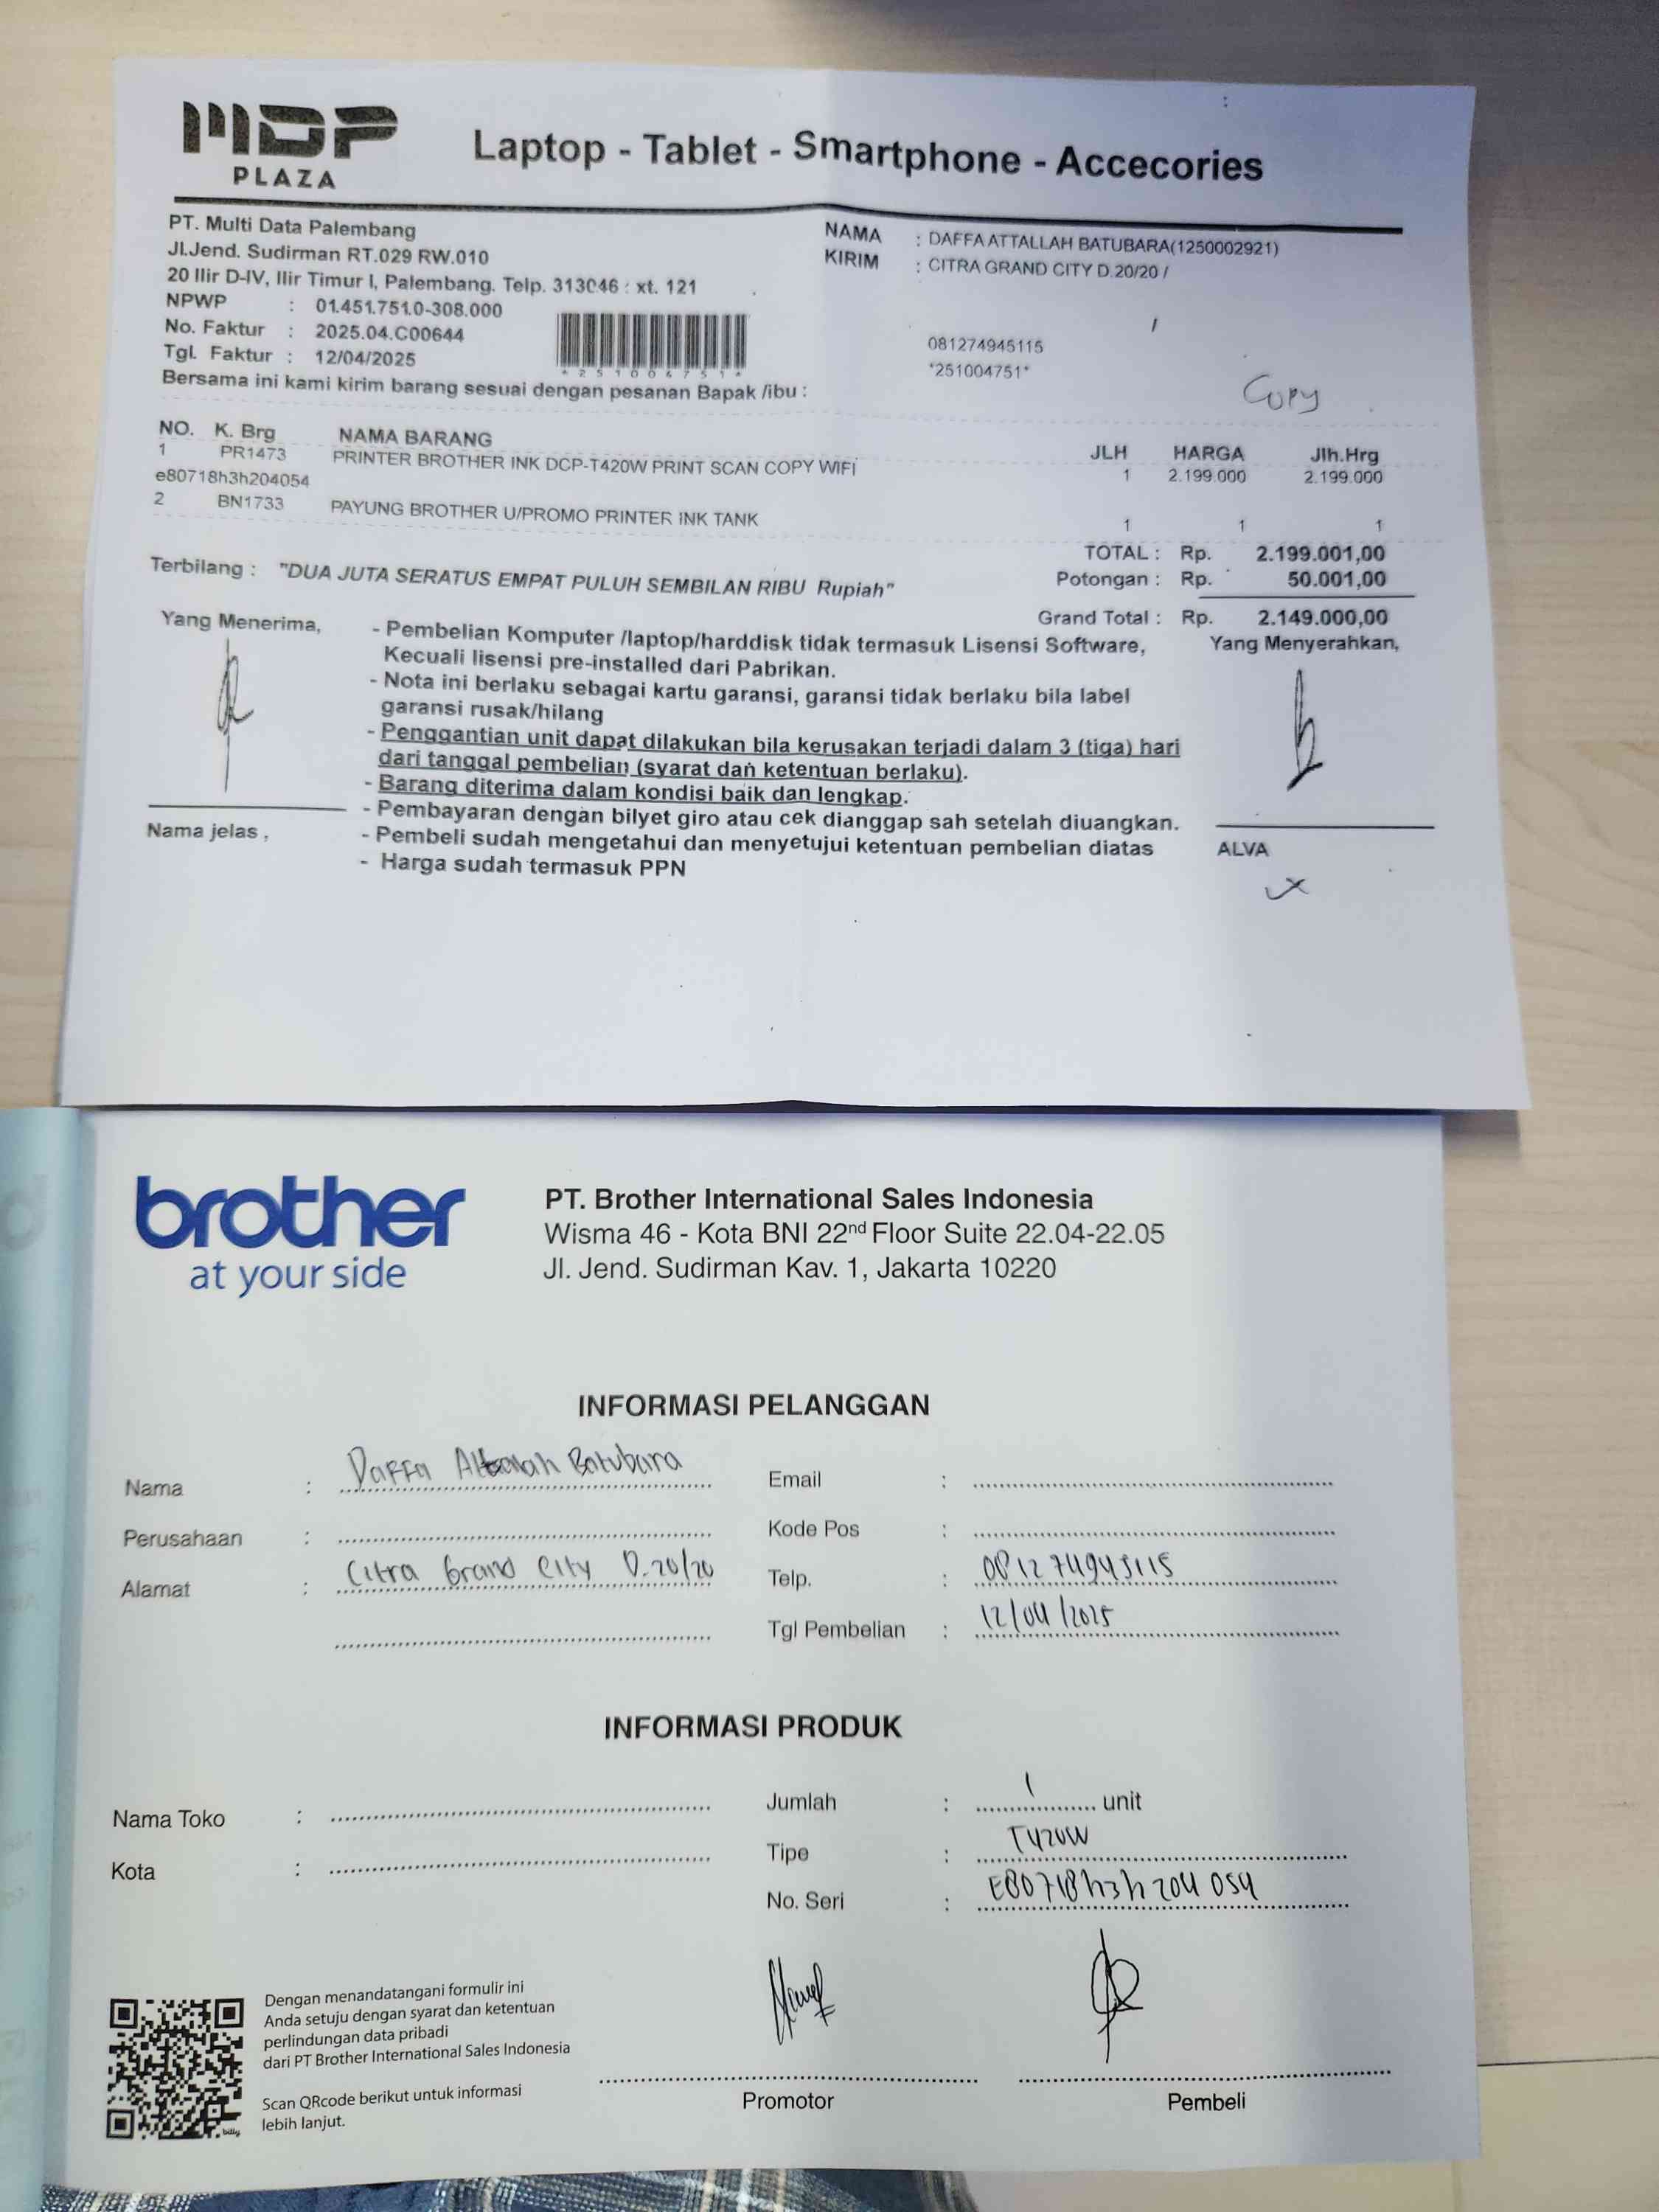 MDP
PLAZA
Laptop - Tablet - Smartphone - Accecories
PT. Multi Data Palembang
Jl.Jend. Sudirman RT.029 RW.010
20 Ilir D-IV, Ilir Timur I, Palembang. Telp. 313046 : xt. 121
NPWP : 01.451.751.0-308.000
No. Faktur : 2025.04.C00644
Tgl. Faktur : 12/04/2025
*251004751*
NAMA : DAFFA ATTALLAH BATUBARA(1250002921)
KIRIM : CITRA GRAND CITY D.20/20 /
/
081274945115
*251004751*
Copy
Bersama ini kami kirim barang sesuai dengan pesanan Bapak /ibu :
NO. K. Brg NAMA BARANG JLH HARGA Jlh.Hrg
1 PR1473 PRINTER BROTHER INK DCP-T420W PRINT SCAN COPY WIFI 1 2.199.000 2.199.000
e80718h3h204054
2 BN1733 PAYUNG BROTHER U/PROMO PRINTER INK TANK 1 1 1
TOTAL : Rp. 2.199.001,00
Terbilang : "DUA JUTA SERATUS EMPAT PULUH SEMBILAN RIBU Rupiah"
Potongan : Rp. 50.001,00
Grand Total : Rp. 2.149.000,00
Yang Menerima,
Yang Menyerahkan,
- Pembelian Komputer /laptop/harddisk tidak termasuk Lisensi Software,
Kecuali lisensi pre-installed dari Pabrikan.
- Nota ini berlaku sebagai kartu garansi, garansi tidak berlaku bila label
garansi rusak/hilang
- Penggantian unit dapat dilakukan bila kerusakan terjadi dalam 3 (tiga) hari
dari tanggal pembelian (syarat dan ketentuan berlaku).
- Barang diterima dalam kondisi baik dan lengkap.
- Pembayaran dengan bilyet giro atau cek dianggap sah setelah diuangkan.
- Pembeli sudah mengetahui dan menyetujui ketentuan pembelian diatas
- Harga sudah termasuk PPN
Nama jelas ,
ALVA
brother
at your side
PT. Brother International Sales Indonesia
Wisma 46 - Kota BNI 22nd Floor Suite 22.04-22.05
Jl. Jend. Sudirman Kav. 1, Jakarta 10220
INFORMASI PELANGGAN
Nama : Daffa Attalah Batubara
Perusahaan :
Alamat : Citra Grand City D.20/20
Email :
Kode Pos :
Telp. : 081274945115
Tgl Pembelian : 12/04/2025
INFORMASI PRODUK
Nama Toko :
Kota :
Jumlah : 1 unit
Tipe : T420W
No. Seri : E80718h3h204054
Dengan menandatangani formulir ini
Anda setuju dengan syarat dan ketentuan
perlindungan data pribadi
dari PT Brother International Sales Indonesia
Scan QRcode berikut untuk informasi
lebih lanjut.
bitly
Promotor
Pembeli